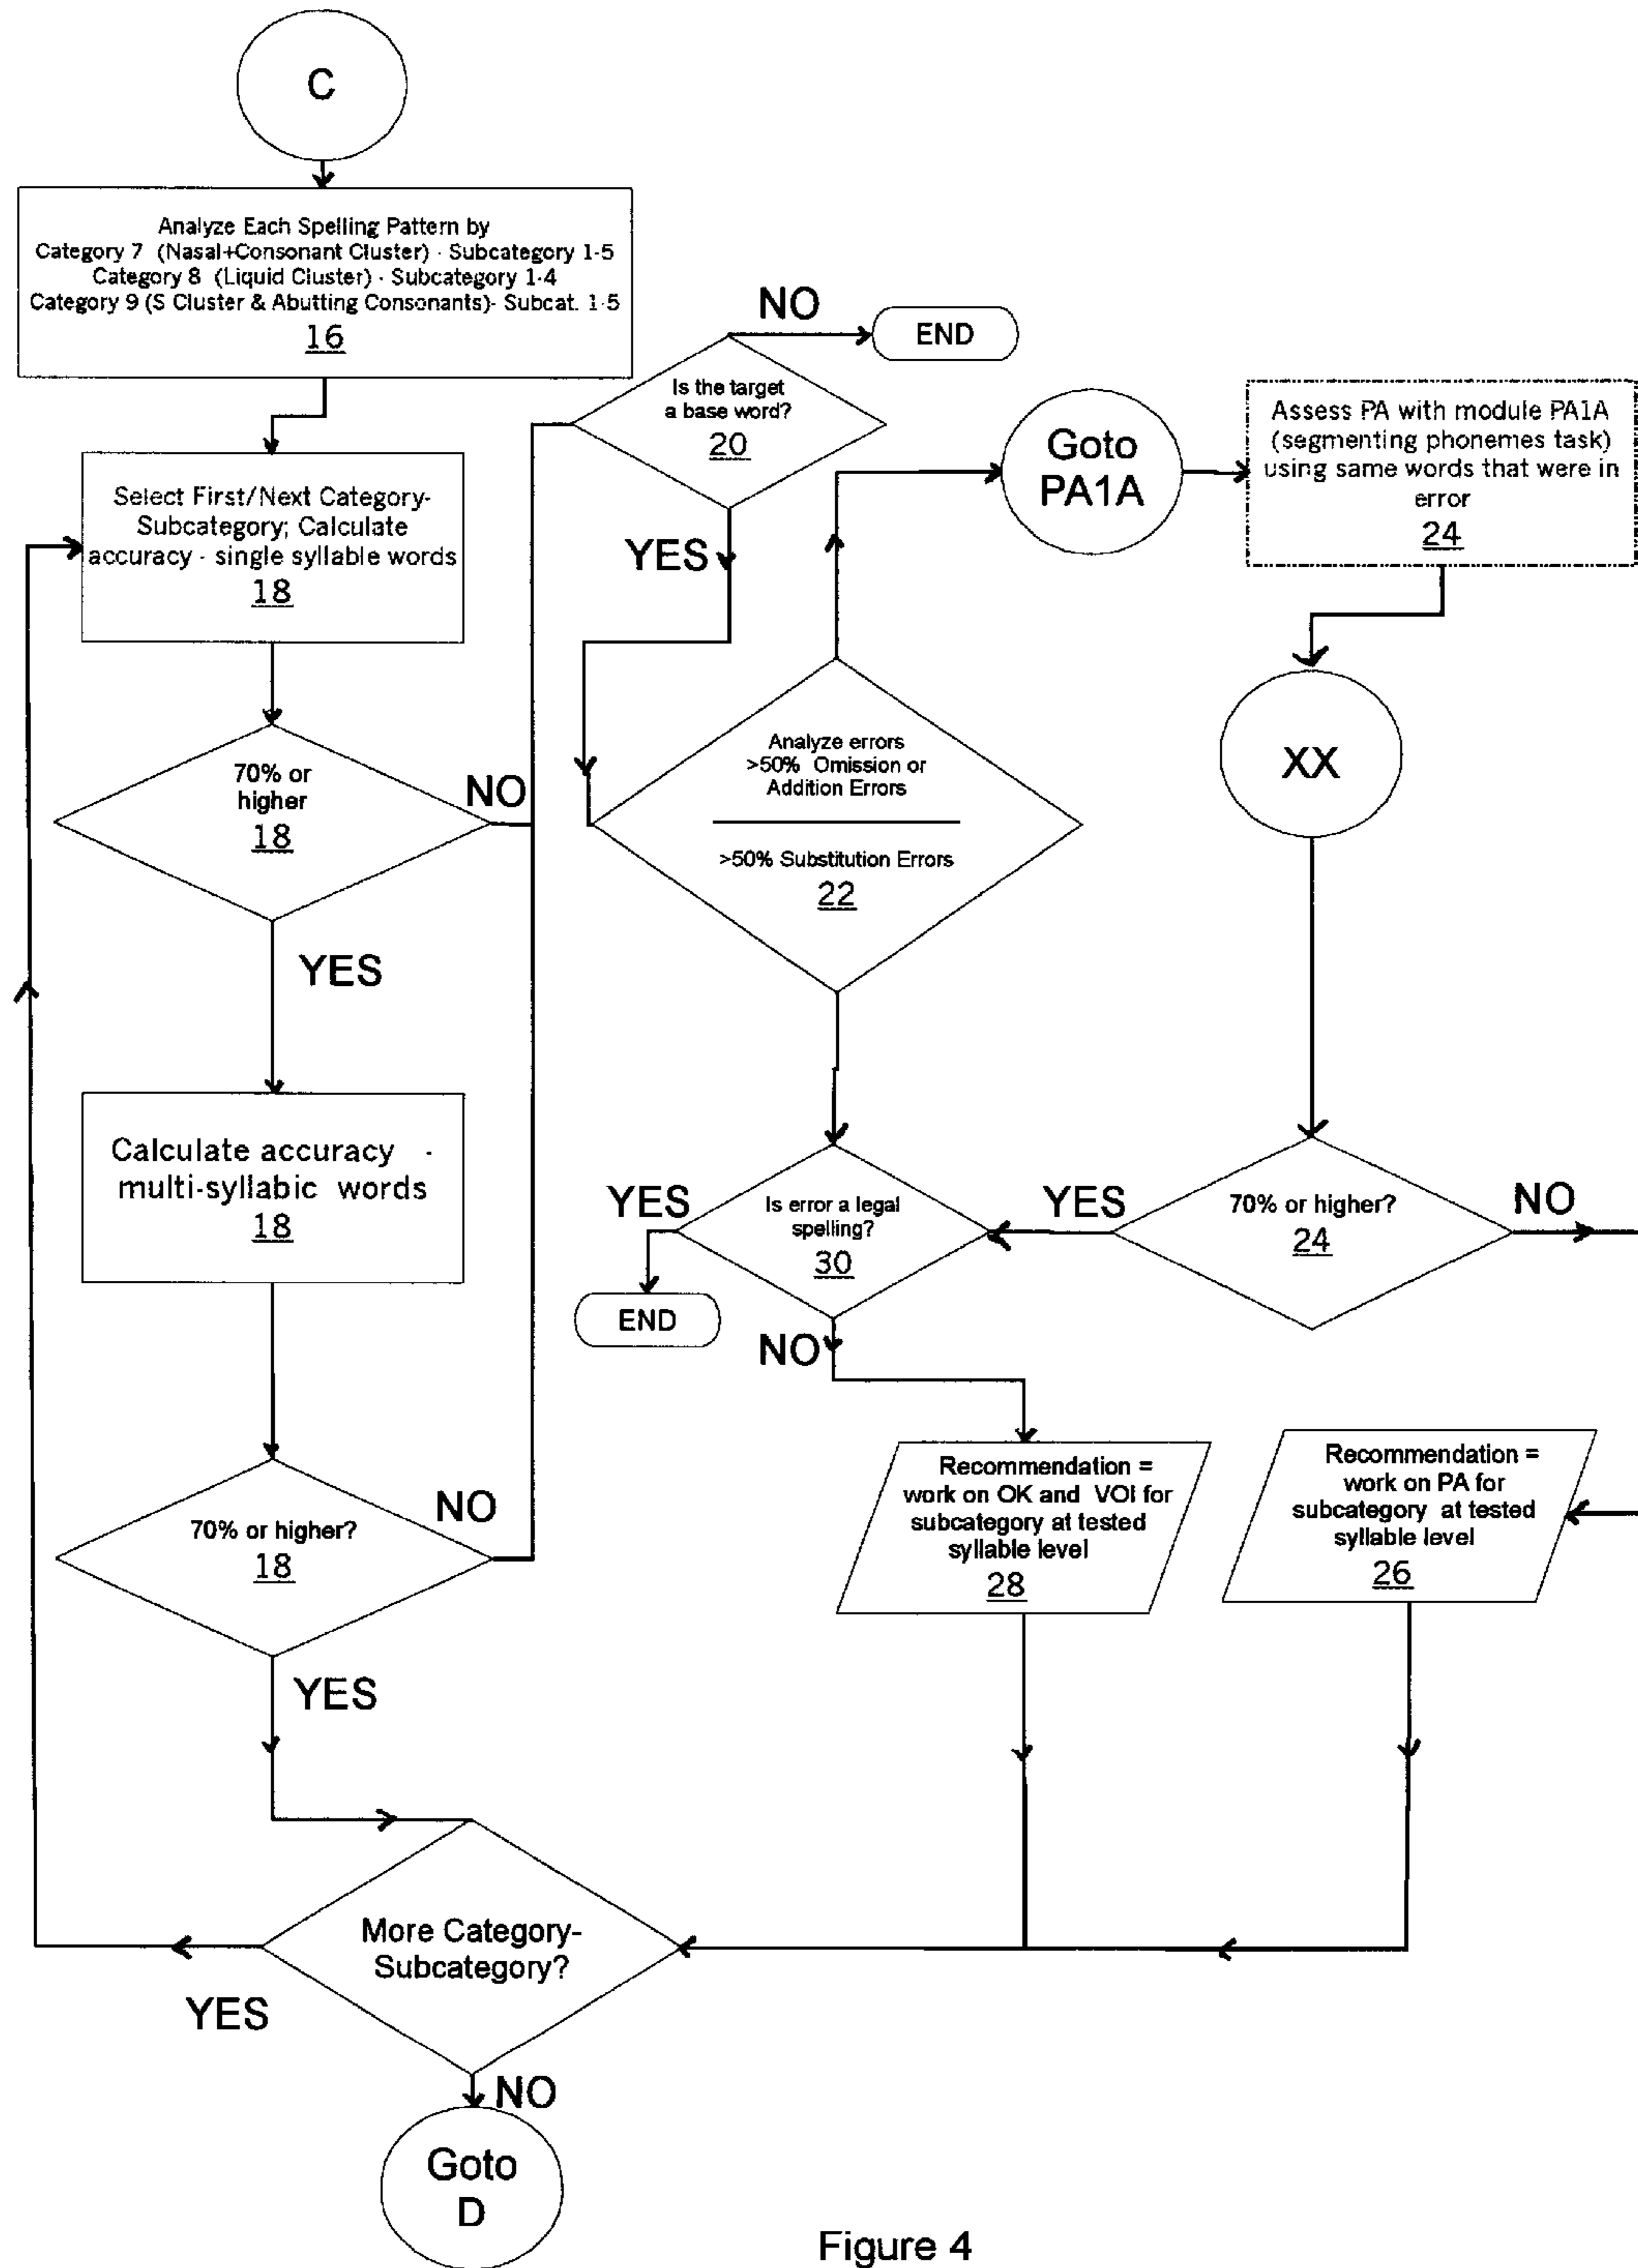 C
Analyze Each Spelling Pattern by
Category 7 (Nasal+Consonant Cluster) - Subcategory 1-5
Category 8 (Liquid Cluster) - Subcategory 1-4
Category 9 (S Cluster & Abutting Consonants)- Subcat. 1-5
16
Select First/Next Category-
Subcategory; Calculate
accuracy - single syllable words
18
70% or
higher
18
NO
YES
Calculate accuracy -
multi-syllabic words
18
70% or higher?
18
NO
YES
More Category-
Subcategory?
YES
NO
Goto
D
Is the target
a base word?
20
NO
END
YES
Analyze errors
>50% Omission or
Addition Errors
>50% Substitution Errors
22
Goto
PA1A
Assess PA with module PA1A
(segmenting phonemes task)
using same words that were in
error
24
XX
70% or higher?
24
YES
NO
Is error a legal
spelling?
30
YES
END
NO
Recommendation =
work on OK and VOI for
subcategory at tested
syllable level
28
Recommendation =
work on PA for
subcategory at tested
syllable level
26
Figure 4